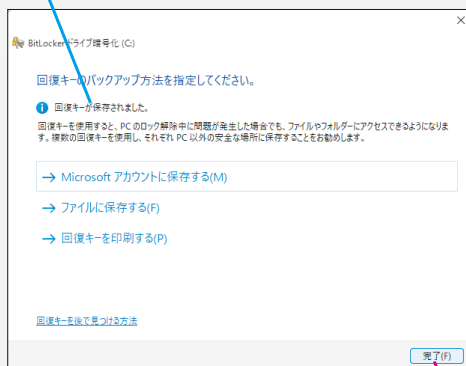 BitLocker ドライブ暗号化 (C:)
回復キーのバックアップ方法を指定してください。
回復キーが保存されました。
回復キーを使用すると、PC のロック解除中に問題が発生した場合でも、ファイルやフォルダーにアクセスできるようになりま
す。複数の回復キーを使用し、それぞれ PC 以外の安全な場所に保存することをお勧めします。
→ Microsoft アカウントに保存する(M)
→ ファイルに保存する(F)
→ 回復キーを印刷する(P)
回復キーを後で見つける方法
完了(F)